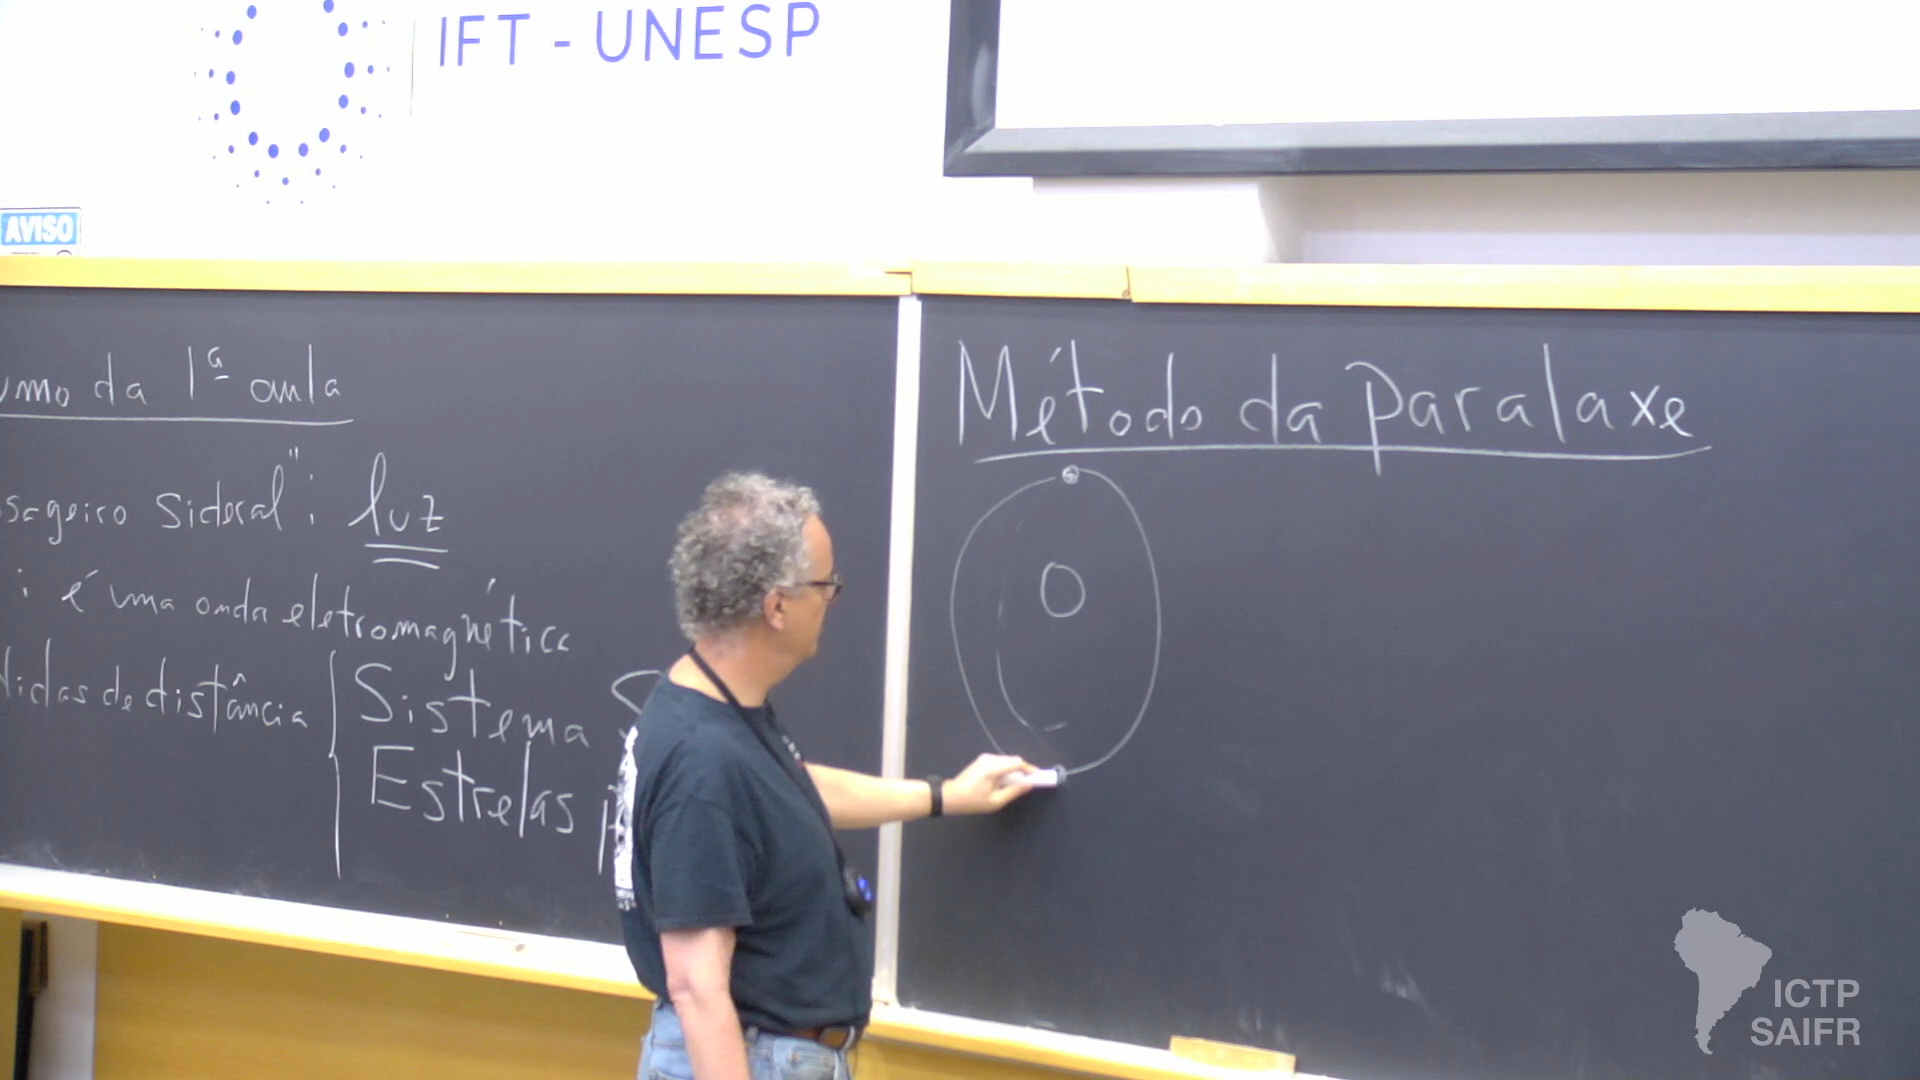 IFT - UNESP
AVISO
umo da 1ª aula
sageiro Sideral": luz
: é uma onda eletromagnética
didas de distância Sistema S
Estrelas p
Método da paralaxe
ICTP
SAIFR